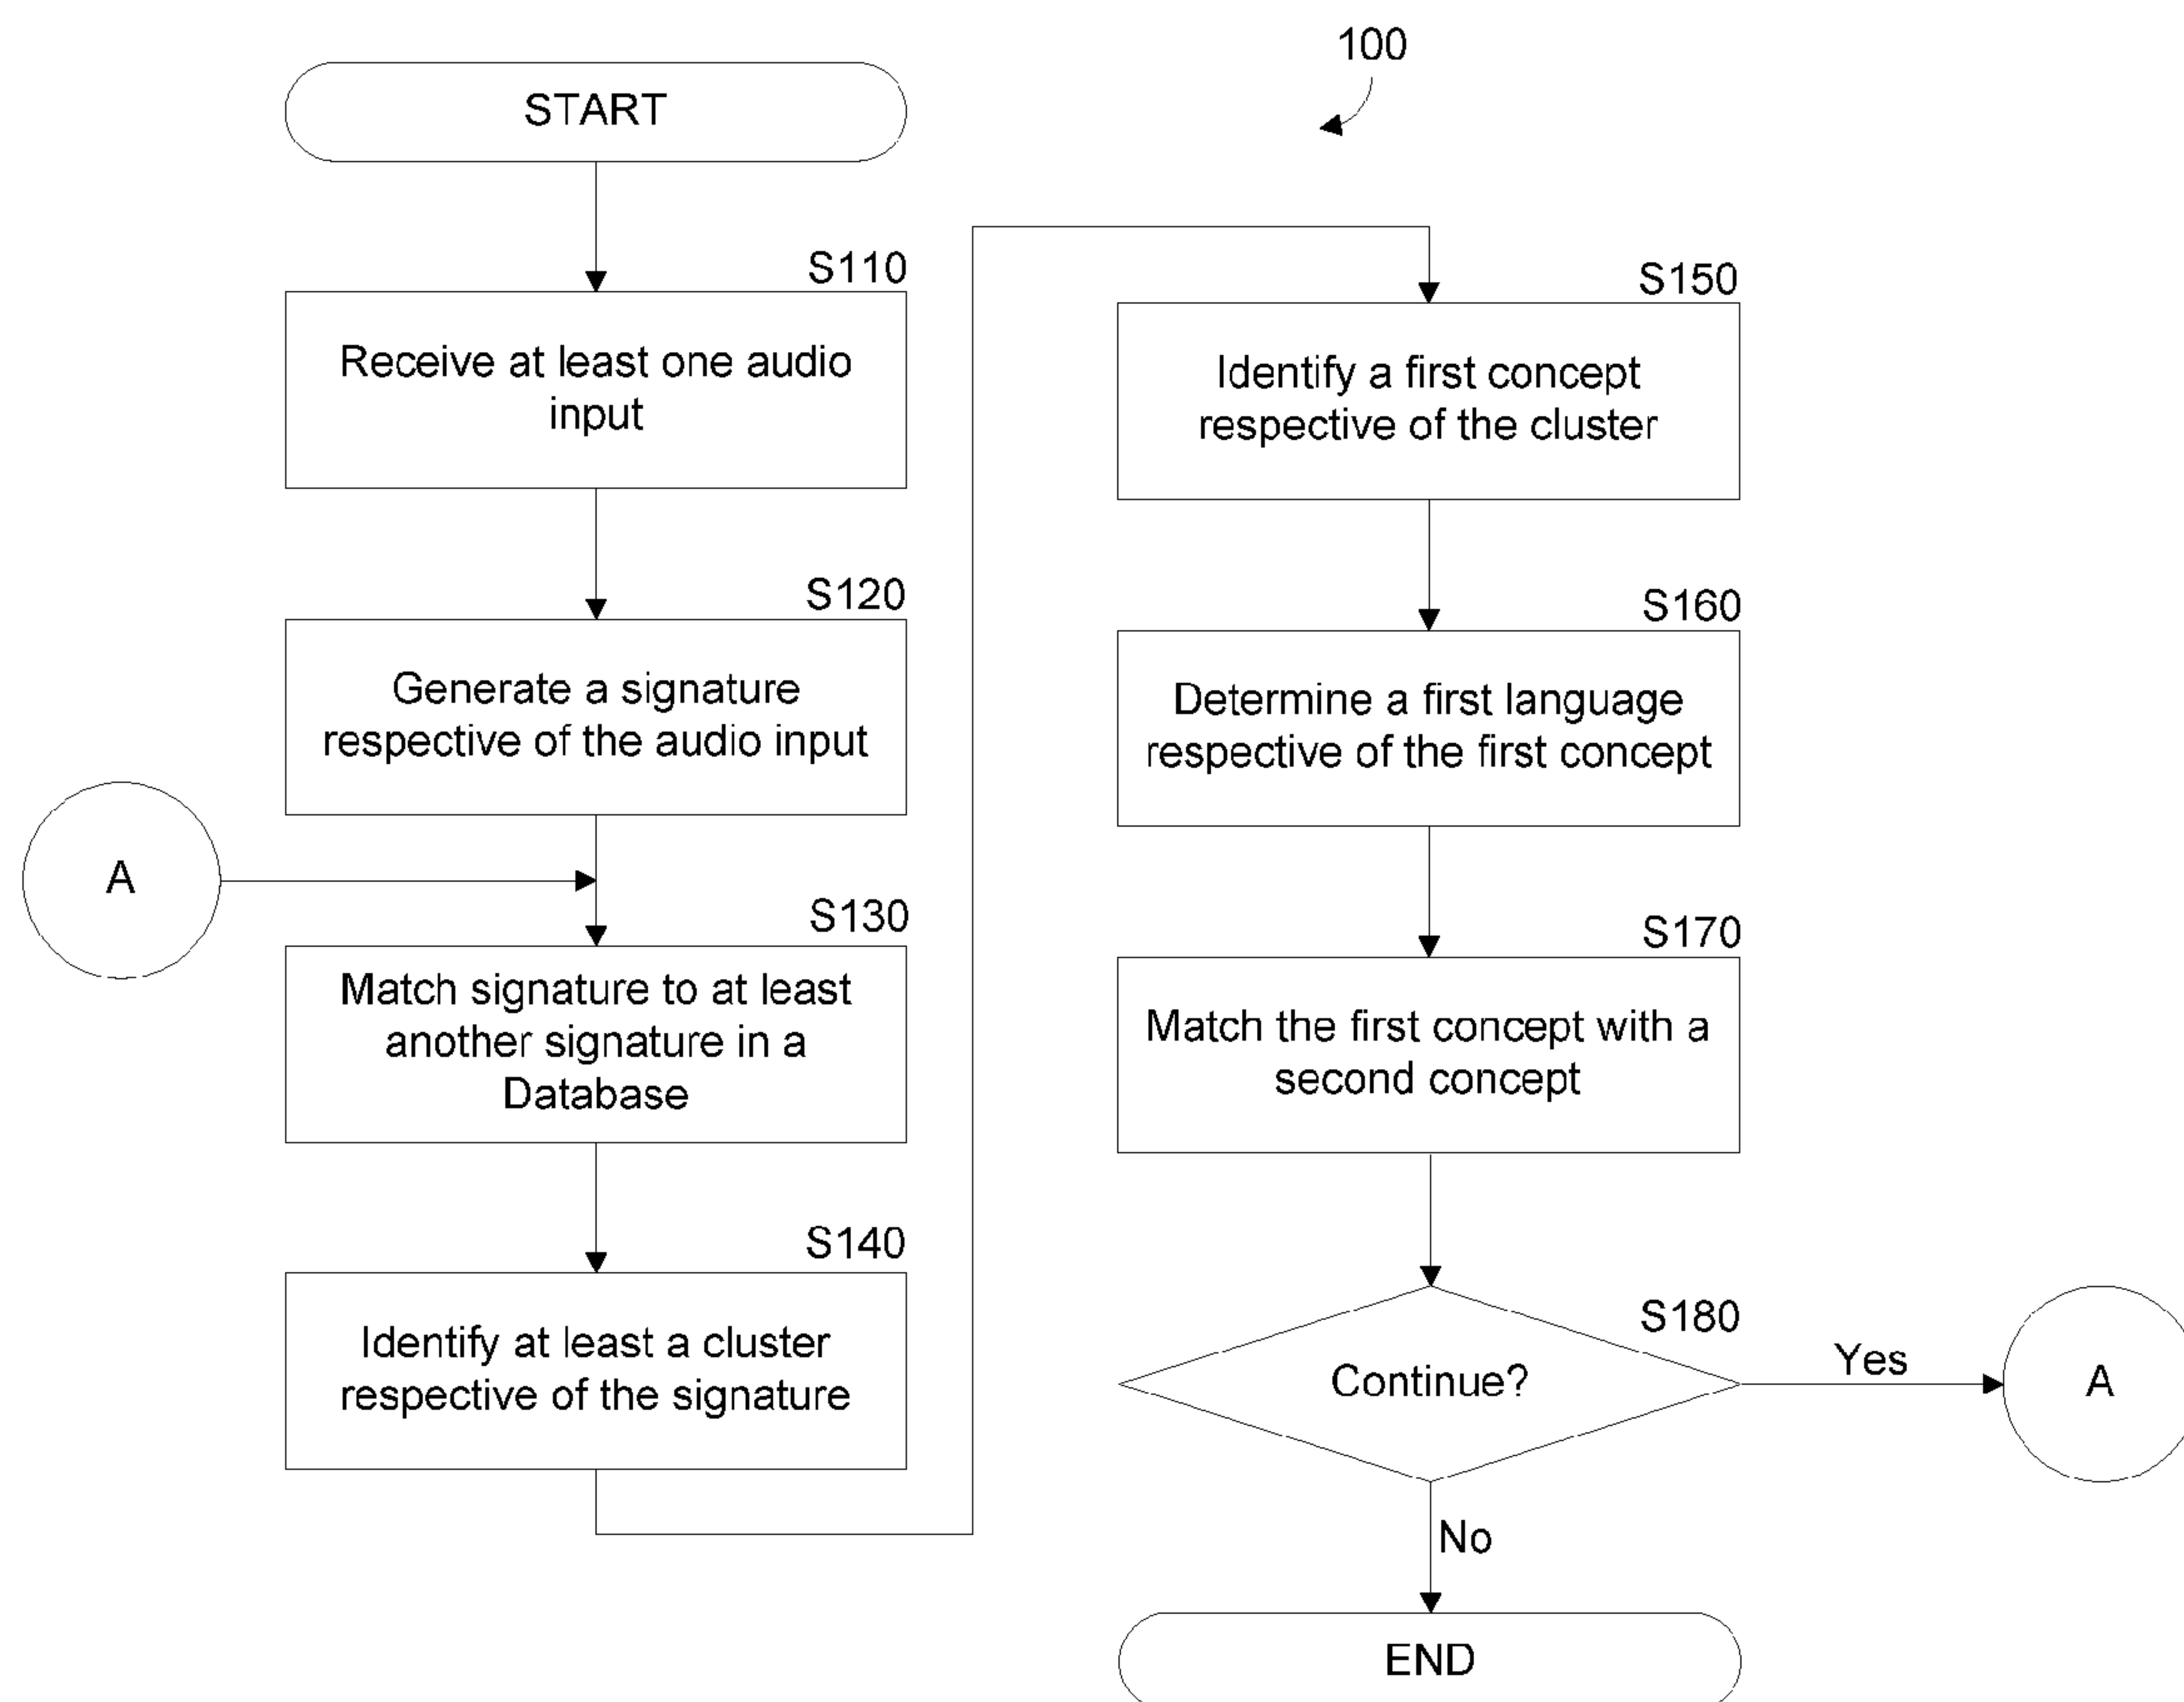 100
START
S110
Receive at least one audio
input
S120
Generate a signature
respective of the audio input
A
S130
Match signature to at least
another signature in a
Database
S140
Identify at least a cluster
respective of the signature
S150
Identify a first concept
respective of the cluster
S160
Determine a first language
respective of the first concept
S170
Match the first concept with a
second concept
S180
Continue?
Yes
A
No
END